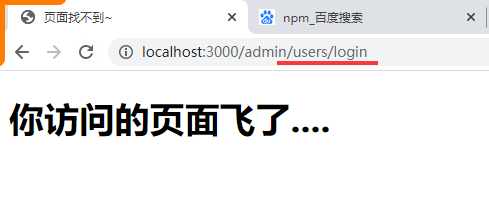 页面找不到~
npm_百度搜索
localhost:3000/admin/users/login
你访问的页面飞了....